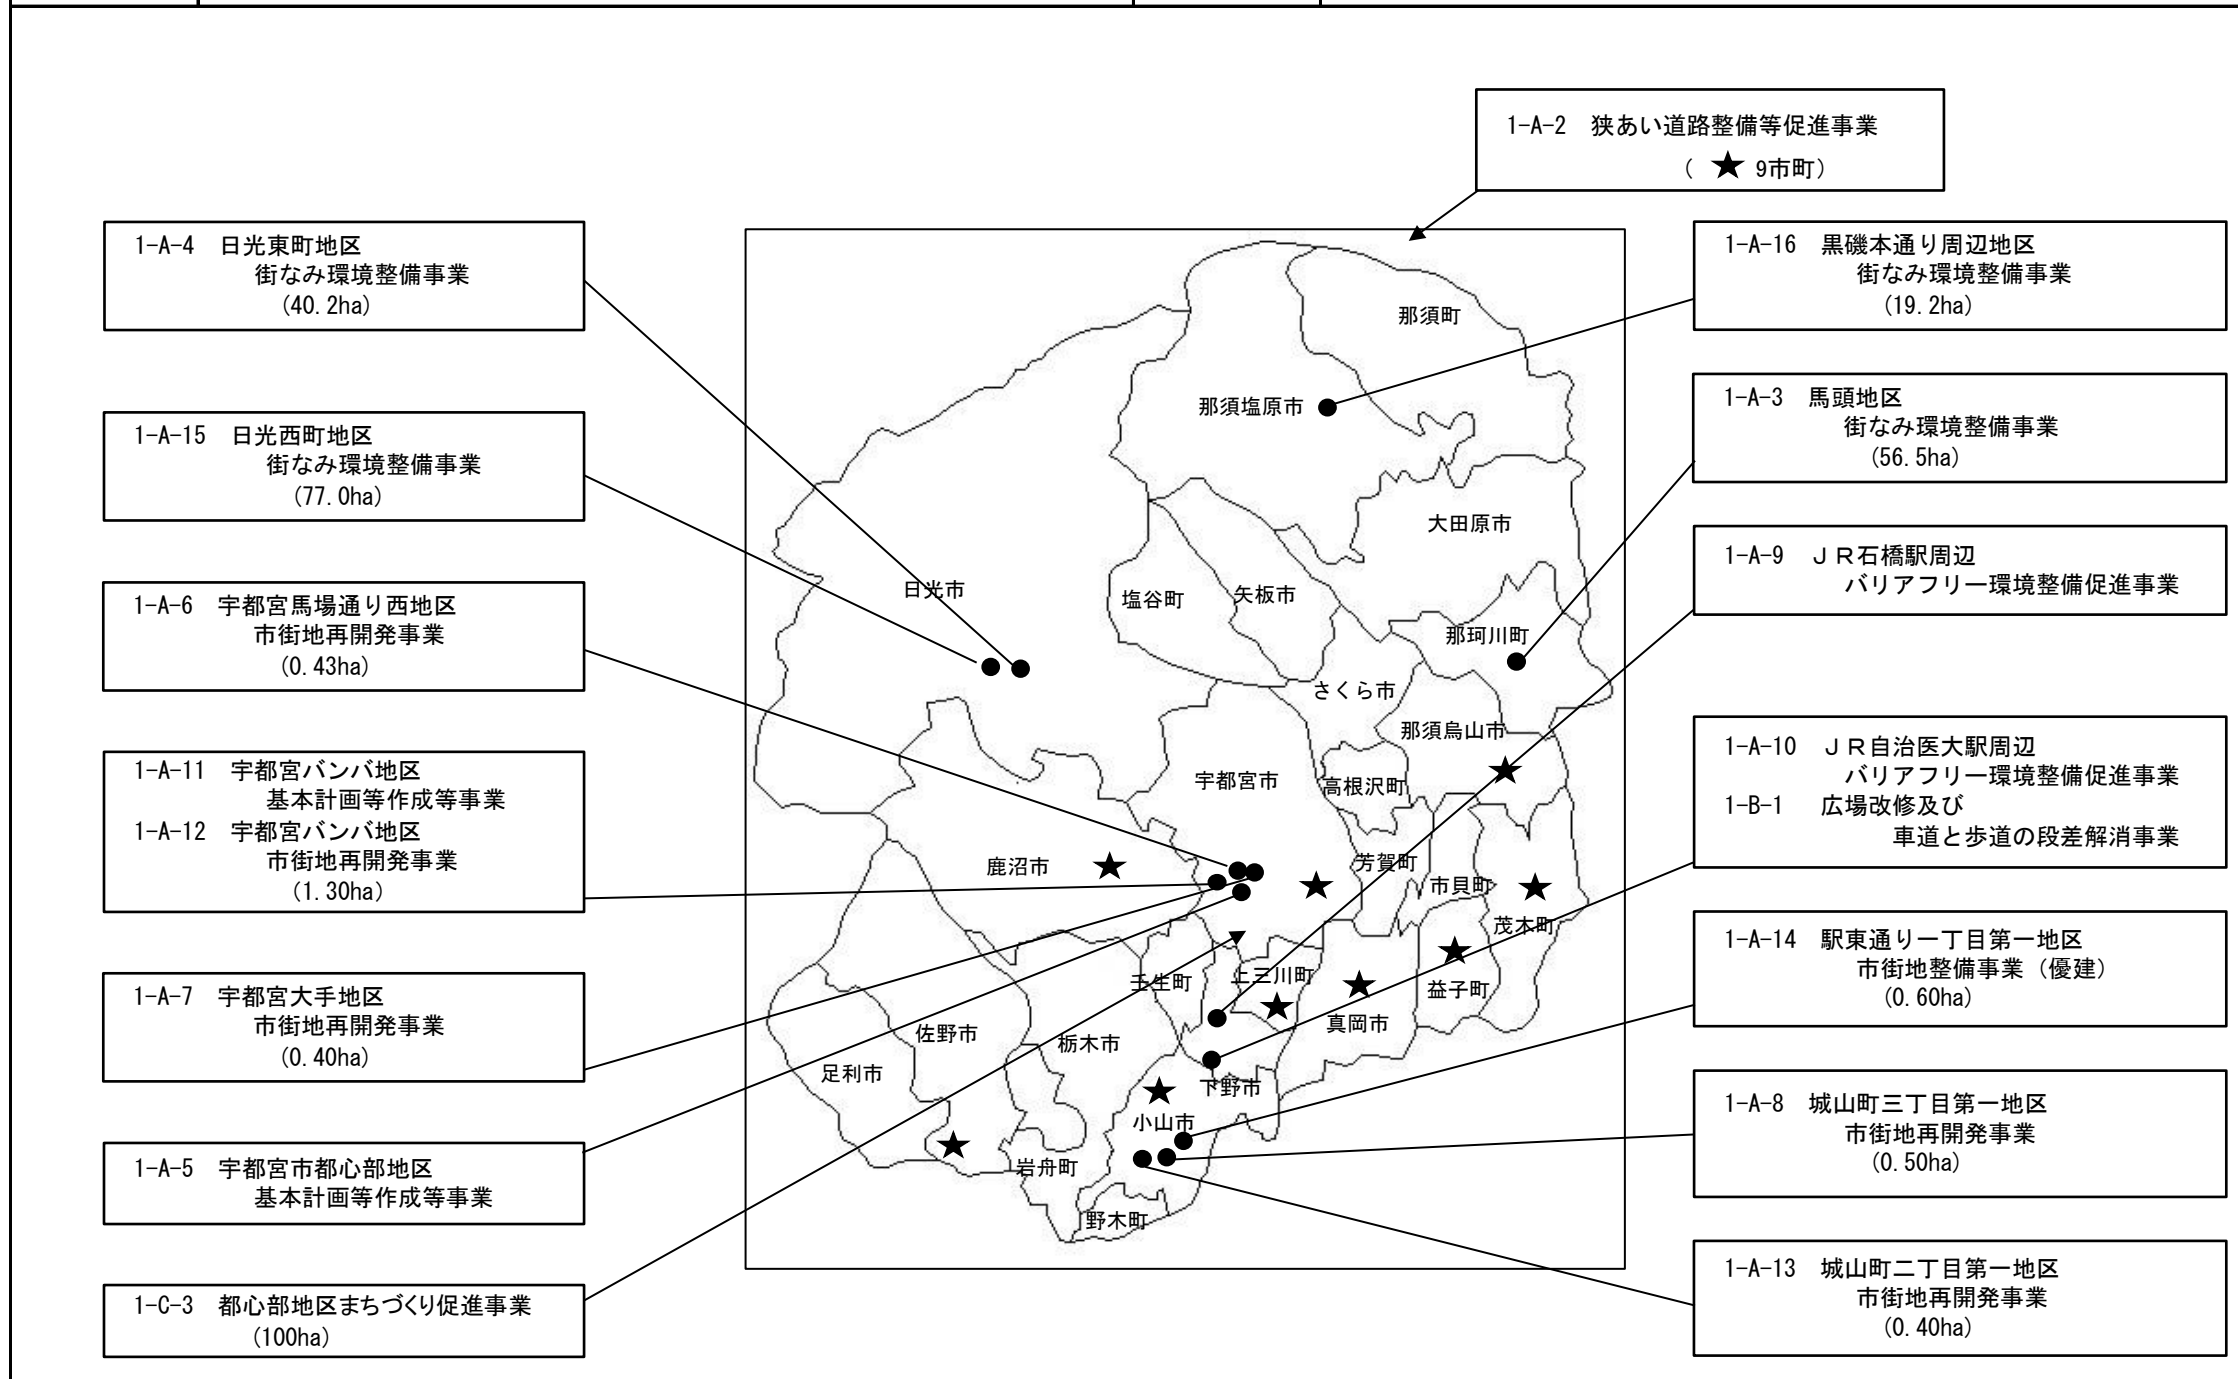 1-A-2 狭あい道路整備等促進事業
( ★ 9市町)
1-A-4 日光東町地区
街なみ環境整備事業
(40.2ha)
1-A-15 日光西町地区
街なみ環境整備事業
(77.0ha)
1-A-6 宇都宮馬場通り西地区
市街地再開発事業
(0.43ha)
1-A-11 宇都宮バンバ地区
基本計画等作成等事業
1-A-12 宇都宮バンバ地区
市街地再開発事業
(1.30ha)
1-A-7 宇都宮大手地区
市街地再開発事業
(0.40ha)
1-A-5 宇都宮市都心部地区
基本計画等作成等事業
1-C-3 都心部地区まちづくり促進事業
(100ha)
那須町
那須塩原市
大田原市
日光市
塩谷町
矢板市
那珂川町
さくら市
那須烏山市
宇都宮市
高根沢町
鹿沼市
芳賀町
市貝町
茂木町
壬生町
上三川町
益子町
真岡市
佐野市
栃木市
足利市
下野市
小山市
岩舟町
野木町
1-A-16 黒磯本通り周辺地区
街なみ環境整備事業
(19.2ha)
1-A-3 馬頭地区
街なみ環境整備事業
(56.5ha)
1-A-9 JR石橋駅周辺
バリアフリー環境整備促進事業
1-A-10 JR自治医大駅周辺
バリアフリー環境整備促進事業
1-B-1 広場改修及び
車道と歩道の段差解消事業
1-A-14 駅東通り一丁目第一地区
市街地整備事業(優建)
(0.60ha)
1-A-8 城山町三丁目第一地区
市街地再開発事業
(0.50ha)
1-A-13 城山町二丁目第一地区
市街地再開発事業
(0.40ha)